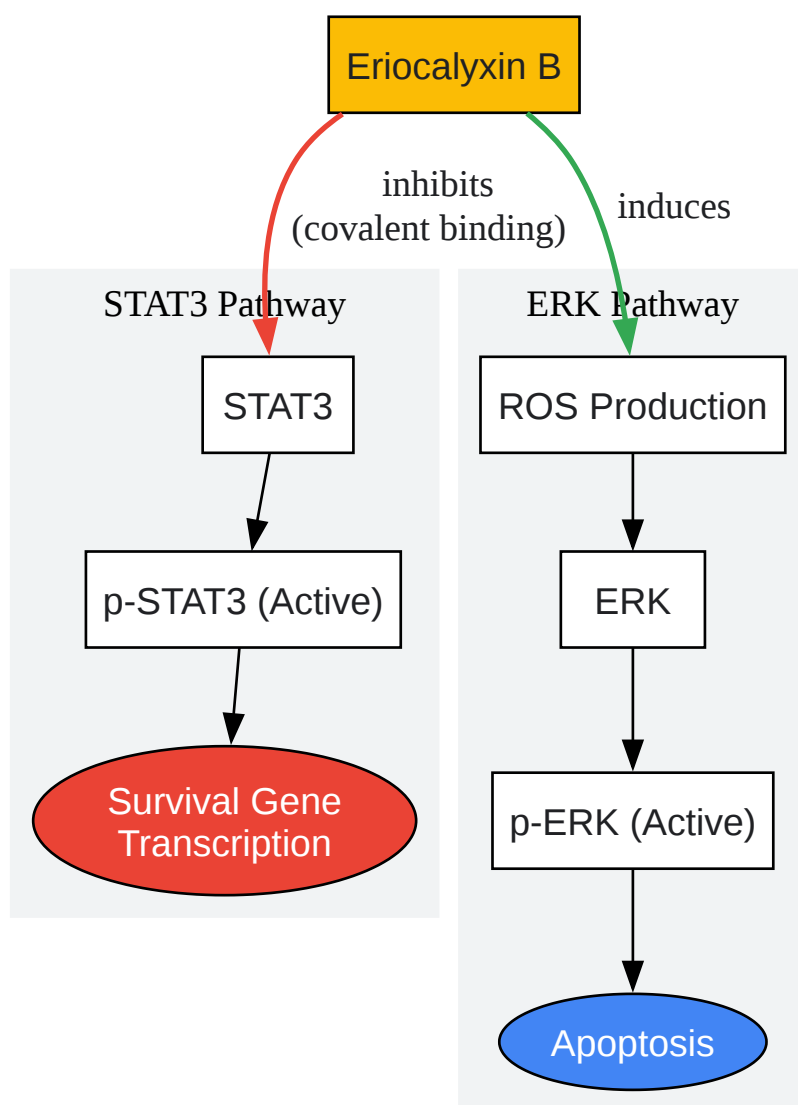 Eriocalyxin B
inhibits
(covalent binding)
induces
STAT3 Pathway
STAT3
p-STAT3 (Active)
Survival Gene
Transcription
ERK Pathway
ROS Production
ERK
p-ERK (Active)
Apoptosis